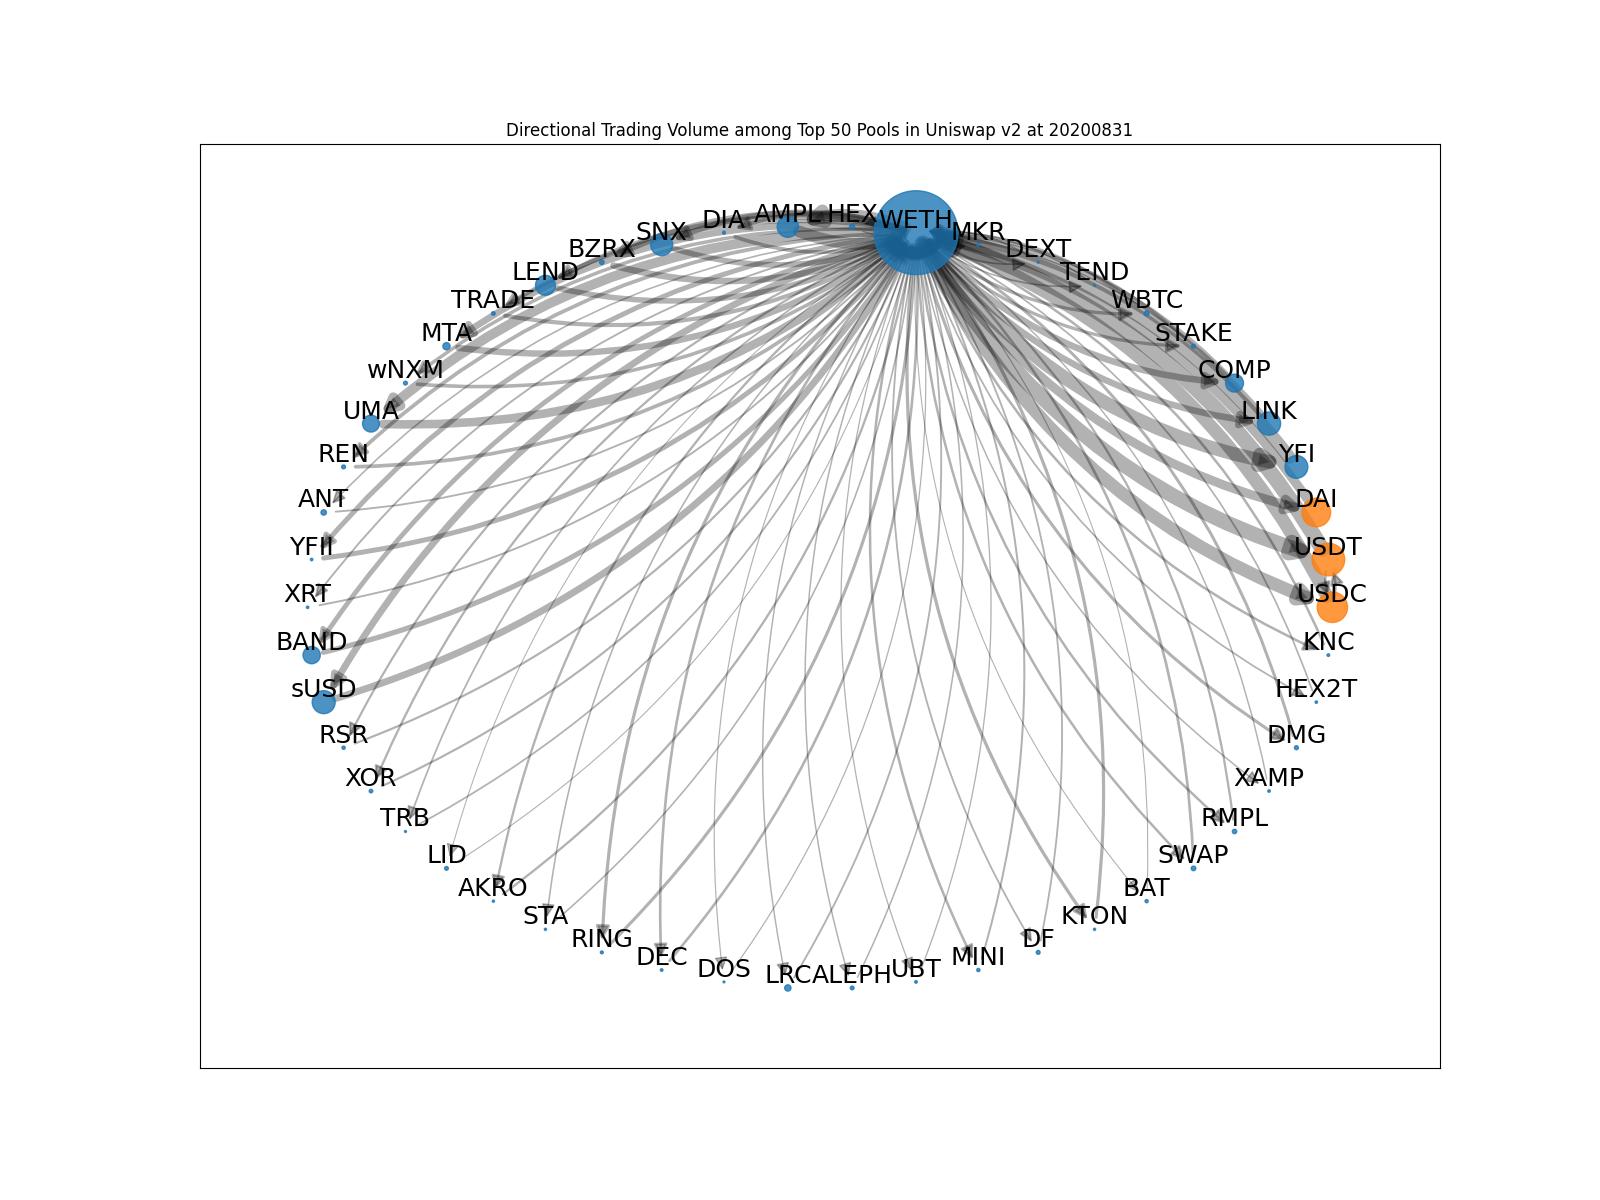 Directional Trading Volume among Top 50 Pools in Uniswap v2 at 20200831
WETH
MKR
DEXT
TEND
WBTC
STAKE
COMP
LINK
YFI
DAI
USDT
USDC
KNC
HEX2T
DMG
XAMP
RMPL
SWAP
BAT
KTON
DF
MINI
UBT
ALEPH
LRC
DOS
DEC
RING
STA
AKRO
LID
TRB
XOR
RSR
sUSD
BAND
XRT
YFII
ANT
REN
UMA
wNXM
MTA
TRADE
LEND
BZRX
SNX
DIA
AMPL
HEX